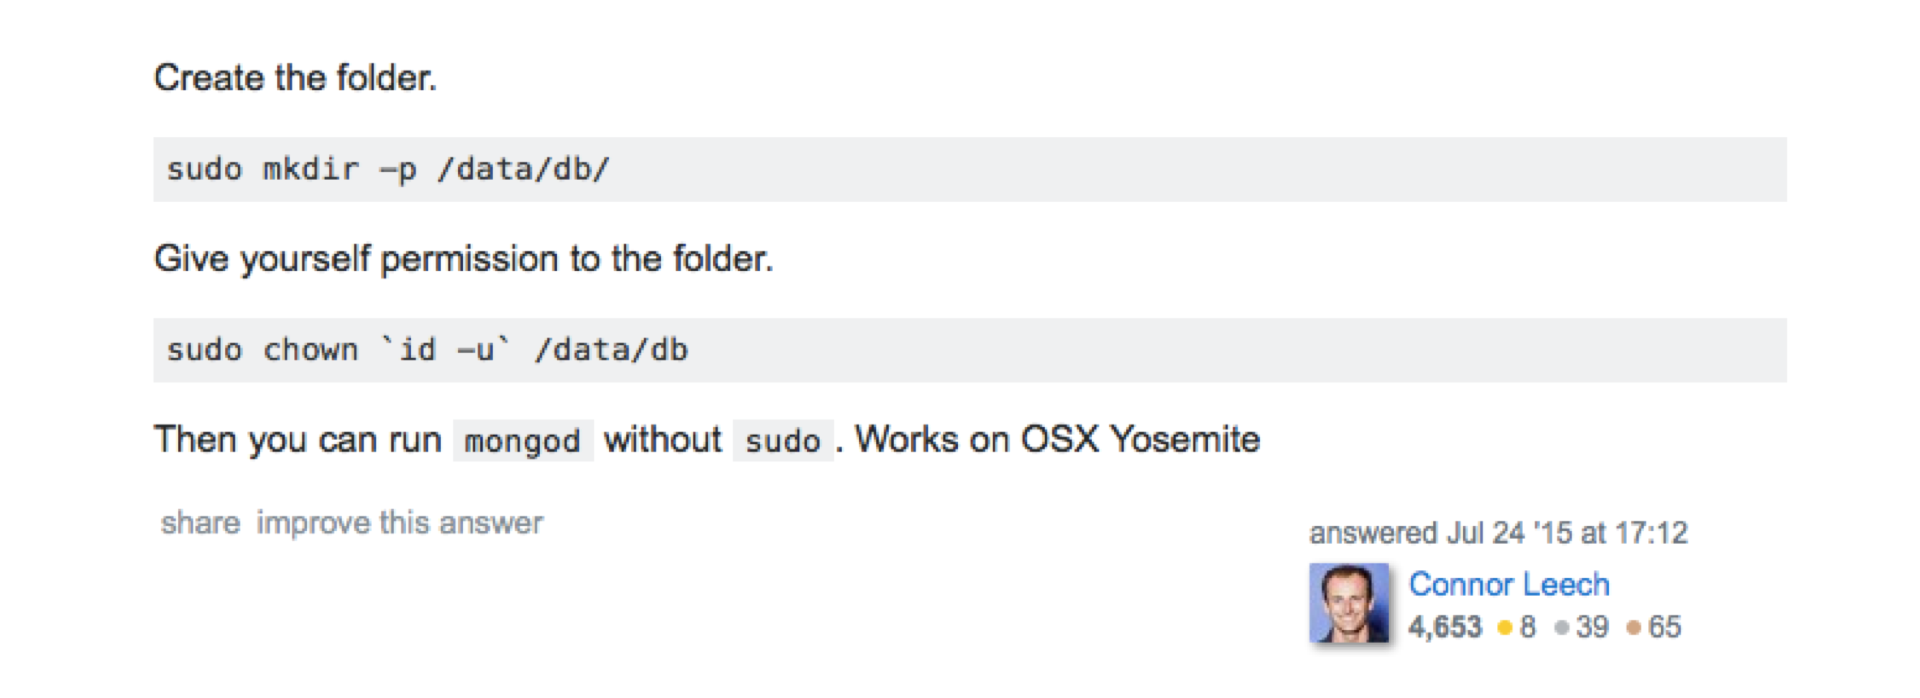 Create the folder.
sudo mkdir -p /data/db/
Give yourself permission to the folder.
sudo chown `id -u` /data/db
Then you can run mongod without sudo. Works on OSX Yosemite
share improve this answer
answered Jul 24 '15 at 17:12
Connor Leech
4,653 ●8 ●39 ●65